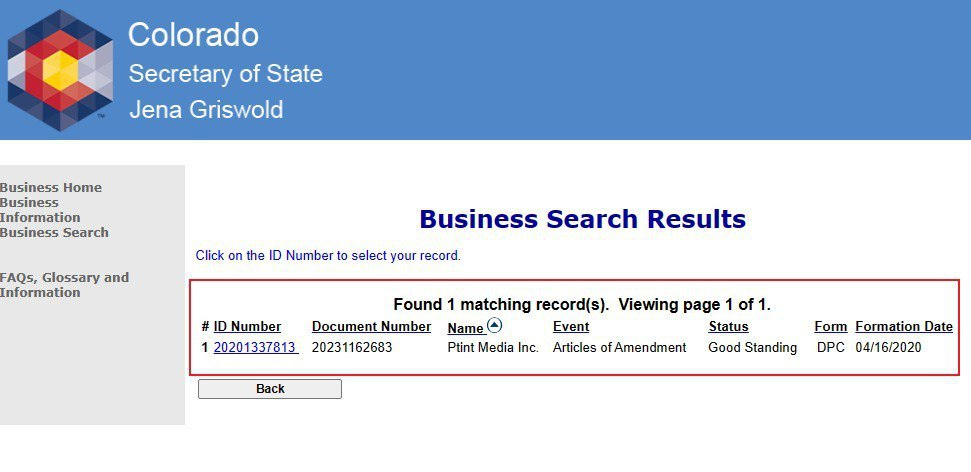 Colorado
Secretary of State
Jena Griswold
™
Business Home
Business
Information
Business Search
FAQs, Glossary and
Information
Business Search Results
Click on the ID Number to select your record.
Found 1 matching record(s). Viewing page 1 of 1.
# ID Number Document Number Name Event Status Form Formation Date
1 20201337813 20231162683 Ptint Media Inc. Articles of Amendment Good Standing DPC 04/16/2020
Back